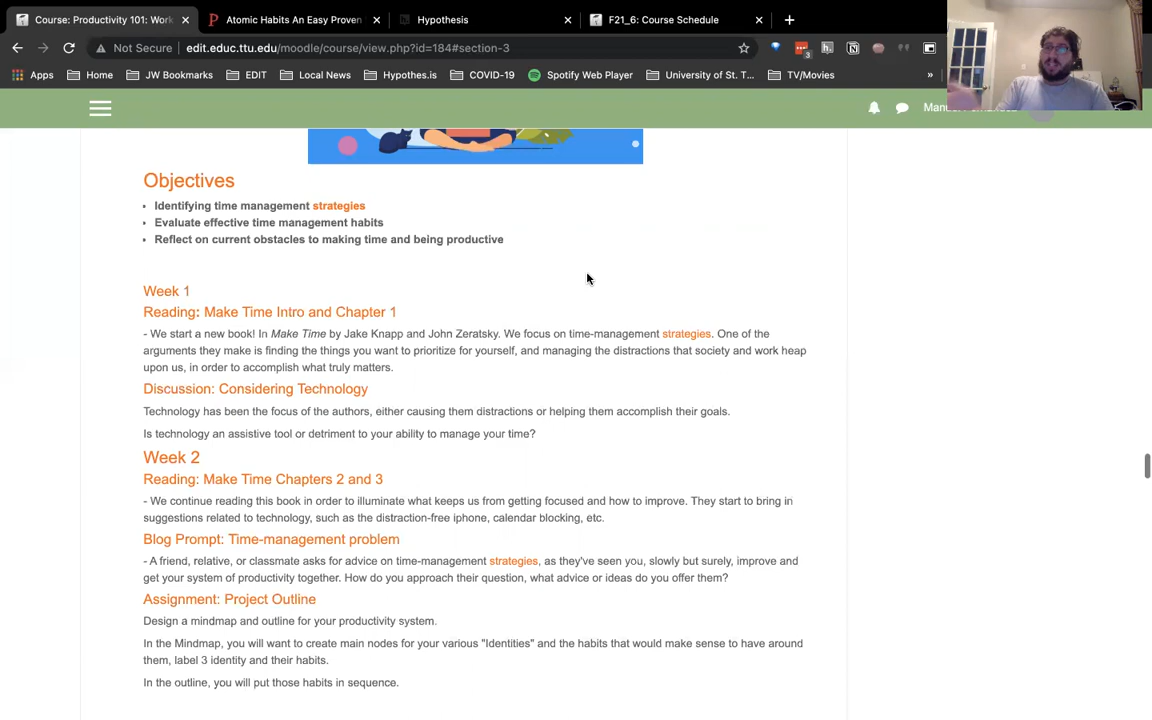 Course: Productivity 101: Work
Atomic Habits An Easy Proven
Hypothesis
F21_6: Course Schedule
Not Secure | edit.educ.ttu.edu/moodle/course/view.php?id=184#section-3
3
Apps Home JW Bookmarks EDIT Local News Hypothes.is COVID-19 Spotify Web Player University of St. T... TV/Movies »
Objectives
• Identifying time management strategies
• Evaluate effective time management habits
• Reflect on current obstacles to making time and being productive
Week 1
Reading: Make Time Intro and Chapter 1
- We start a new book! In Make Time by Jake Knapp and John Zeratsky. We focus on time-management strategies. One of the
arguments they make is finding the things you want to prioritize for yourself, and managing the distractions that society and work heap
upon us, in order to accomplish what truly matters.
Discussion: Considering Technology
Technology has been the focus of the authors, either causing them distractions or helping them accomplish their goals.
Is technology an assistive tool or detriment to your ability to manage your time?
Week 2
Reading: Make Time Chapters 2 and 3
- We continue reading this book in order to illuminate what keeps us from getting focused and how to improve. They start to bring in
suggestions related to technology, such as the distraction-free iphone, calendar blocking, etc.
Blog Prompt: Time-management problem
- A friend, relative, or classmate asks for advice on time-management strategies, as they've seen you, slowly but surely, improve and
get your system of productivity together. How do you approach their question, what advice or ideas do you offer them?
Assignment: Project Outline
Design a mindmap and outline for your productivity system.
In the Mindmap, you will want to create main nodes for your various "Identities" and the habits that would make sense to have around
them, label 3 identity and their habits.
In the outline, you will put those habits in sequence.